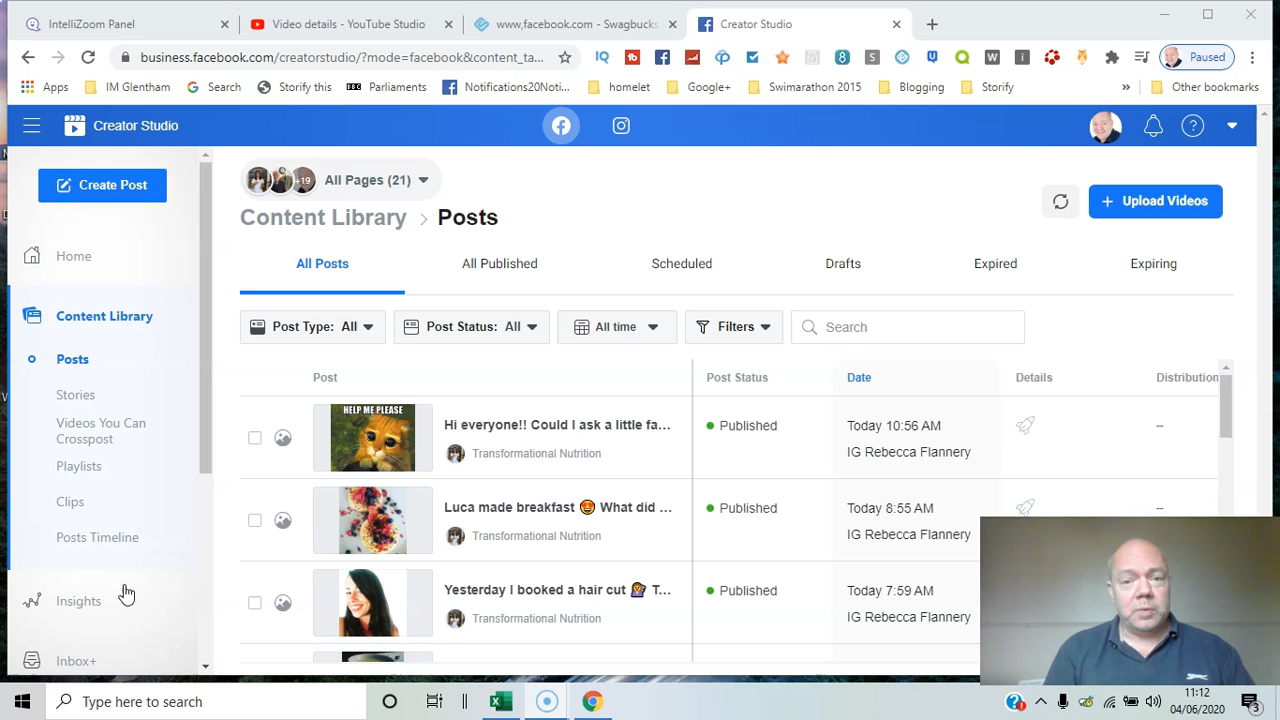 IntelliZoom Panel
Video details - YouTube Studio
www.facebook.com - Swagbucks
Creator Studio
business.facebook.com/creatorstudio/?mode=facebook&content_ta...
Paused
Apps
IM Glentham
Search
Storify this
BBC
Parliaments
Notifications20Noti...
homelet
Google+
Swimarathon 2015
Blogging
Storify
»
Other bookmarks
Creator Studio
Create Post
+19
All Pages (21)
Content Library > Posts
+ Upload Videos
Home
All Posts
All Published
Scheduled
Drafts
Expired
Expiring
Content Library
Post Type: All
Post Status: All
All time
Filters
Search
Posts
Stories
Videos You Can
Crosspost
Playlists
Clips
Posts Timeline
Insights
Inbox+
Post
Post Status
Date
Details
Distribution
HELP ME PLEASE
Hi everyone!! Could I ask a little fa...
Transformational Nutrition
Published
Today 10:56 AM
IG Rebecca Flannery
–
Luca made breakfast 🤩 What did ...
Transformational Nutrition
Published
Today 8:55 AM
IG Rebecca Flannery
–
Yesterday I booked a hair cut 💇‍♀️ T...
Transformational Nutrition
Published
Today 7:59 AM
IG Rebecca Flannery
Type here to search
11:12
04/06/2020
3